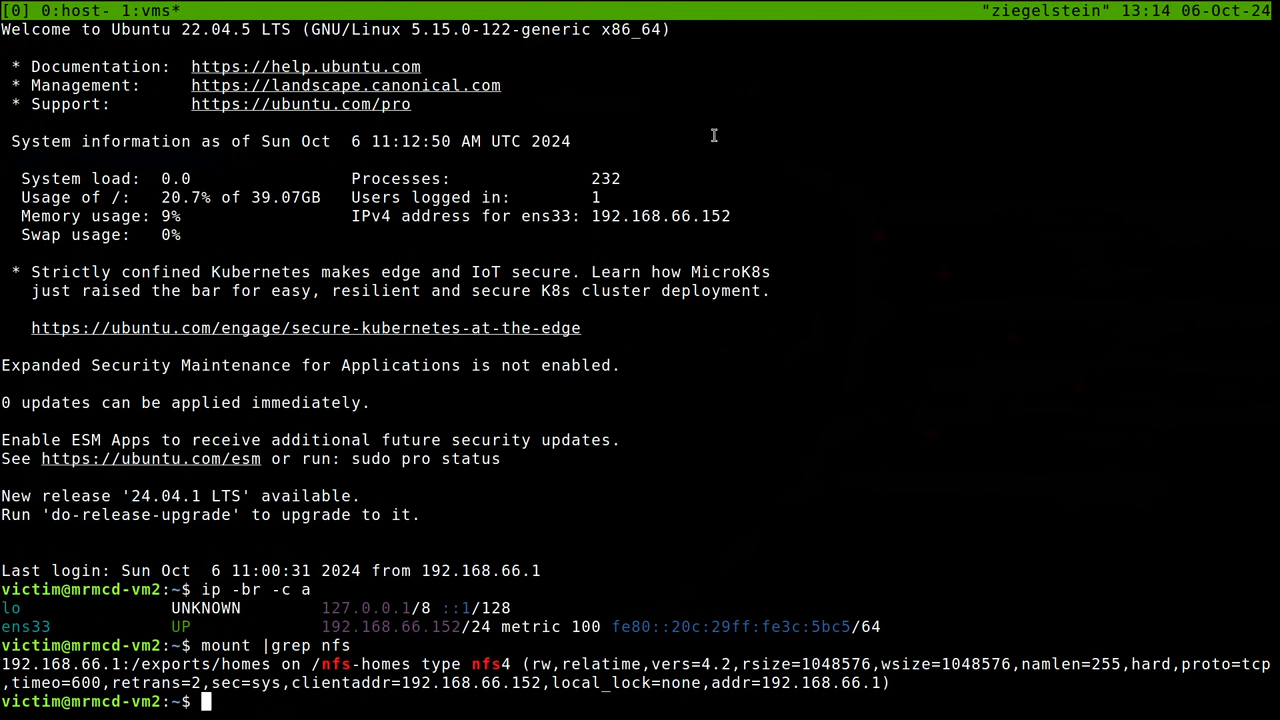 [0] 0:host- 1:vms* "ziegelstein" 13:14 06-Oct-24
Welcome to Ubuntu 22.04.5 LTS (GNU/Linux 5.15.0-122-generic x86_64)
* Documentation: https://help.ubuntu.com
* Management: https://landscape.canonical.com
* Support: https://ubuntu.com/pro
System information as of Sun Oct 6 11:12:50 AM UTC 2024
System load: 0.0 Processes: 232
Usage of /: 20.7% of 39.07GB Users logged in: 1
Memory usage: 9% IPv4 address for ens33: 192.168.66.152
Swap usage: 0%
* Strictly confined Kubernetes makes edge and IoT secure. Learn how MicroK8s
just raised the bar for easy, resilient and secure K8s cluster deployment.
https://ubuntu.com/engage/secure-kubernetes-at-the-edge
Expanded Security Maintenance for Applications is not enabled.
0 updates can be applied immediately.
Enable ESM Apps to receive additional future security updates.
See https://ubuntu.com/esm or run: sudo pro status
New release '24.04.1 LTS' available.
Run 'do-release-upgrade' to upgrade to it.
Last login: Sun Oct 6 11:00:31 2024 from 192.168.66.1
victim@mrmcd-vm2:~$ ip -br -c a
lo UNKNOWN 127.0.0.1/8 ::1/128
ens33 UP 192.168.66.152/24 metric 100 fe80::20c:29ff:fe3c:5bc5/64
victim@mrmcd-vm2:~$ mount |grep nfs
192.168.66.1:/exports/homes on /nfs-homes type nfs4 (rw,relatime,vers=4.2,rsize=1048576,wsize=1048576,namlen=255,hard,proto=tcp
,timeo=600,retrans=2,sec=sys,clientaddr=192.168.66.152,local_lock=none,addr=192.168.66.1)
victim@mrmcd-vm2:~$